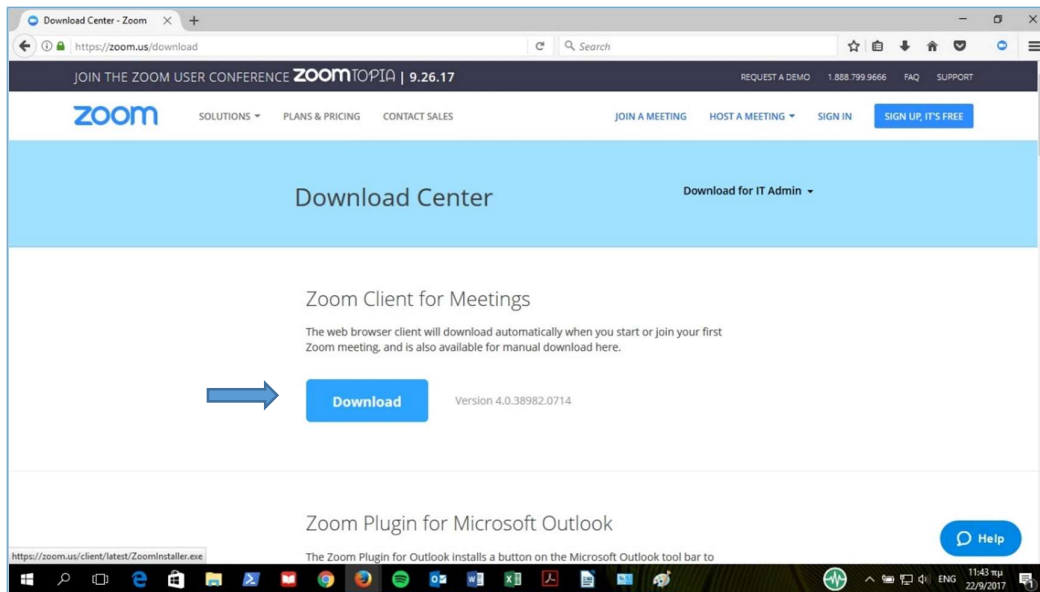 Download Center - Zoom
https://zoom.us/download
Search
JOIN THE ZOOM USER CONFERENCE zoomTOPIA | 9.26.17
REQUEST A DEMO 1.888.799.9666 FAQ SUPPORT
zoom SOLUTIONS PLANS & PRICING CONTACT SALES JOIN A MEETING HOST A MEETING SIGN IN SIGN UP, IT'S FREE
Download Center
Download for IT Admin
Zoom Client for Meetings
The web browser client will download automatically when you start or join your first
Zoom meeting, and is also available for manual download here.
Download Version 4.0.38982.0714
Zoom Plugin for Microsoft Outlook
Help
https://zoom.us/client/latest/ZoomInstaller.exe
The Zoom Plugin for Outlook installs a button on the Microsoft Outlook tool bar to
ENG
11:43 πμ
22/9/2017